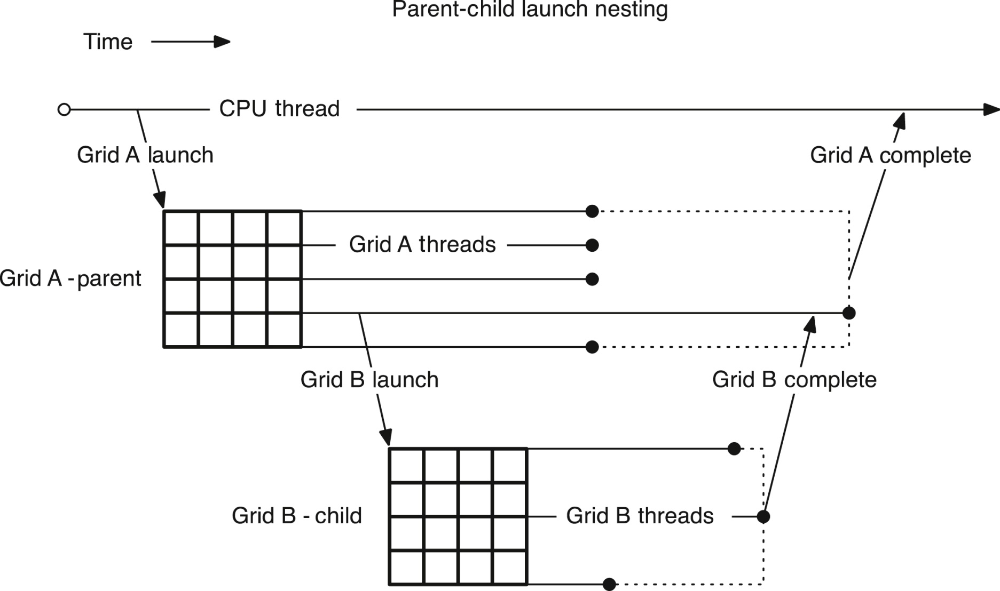 Parent-child launch nesting
Time
CPU thread
Grid A launch
Grid A complete
Grid A threads
Grid A - parent
Grid B launch
Grid B complete
Grid B - child
Grid B threads